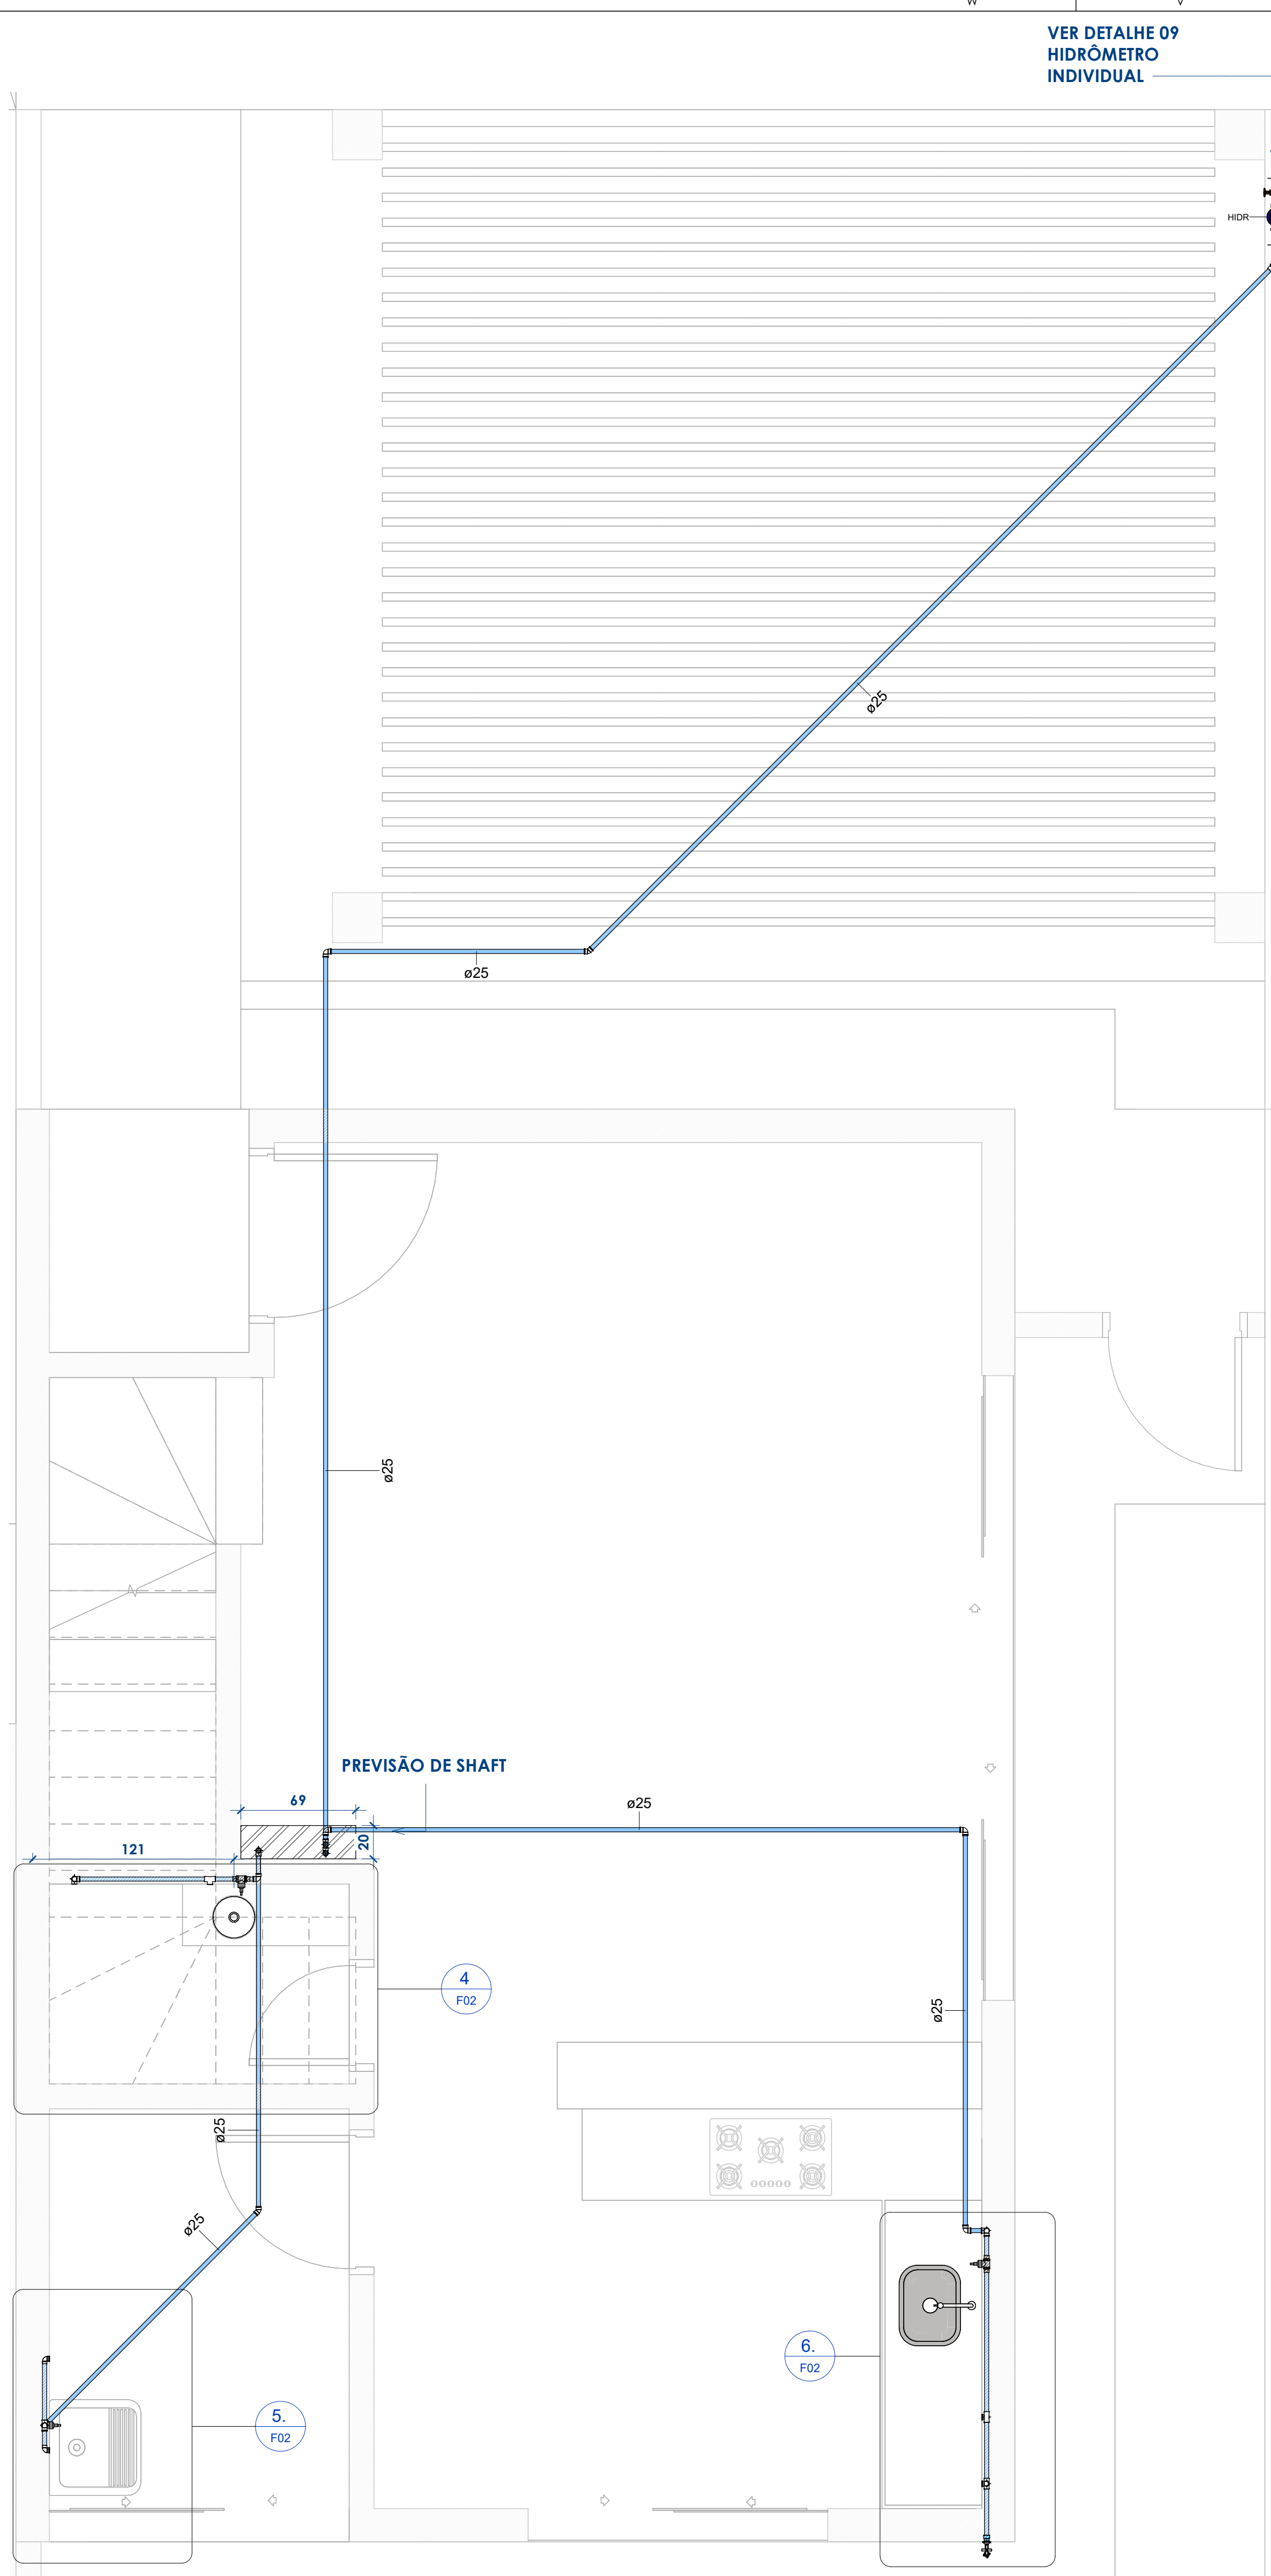 W V
VER DETALHE 09
HIDRÔMETRO
INDIVIDUAL
HIDR
ø25
ø25
ø25
PREVISÃO DE SHAFT
69
ø25
20
121
4
F02
ø25
ø25
ø25
6.
F02
5.
F02